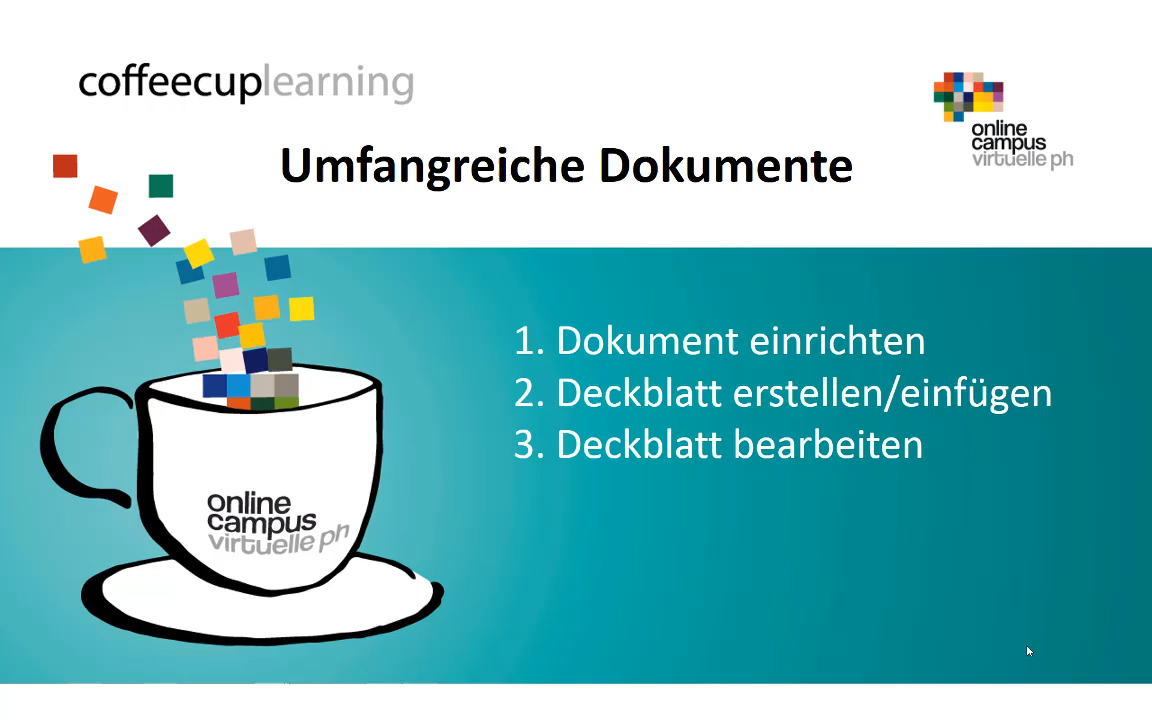 coffeecuplearning
online
campus
virtuelle ph
Umfangreiche Dokumente
1. Dokument einrichten
2. Deckblatt erstellen/einfügen
3. Deckblatt bearbeiten
online
campus
virtuelle ph